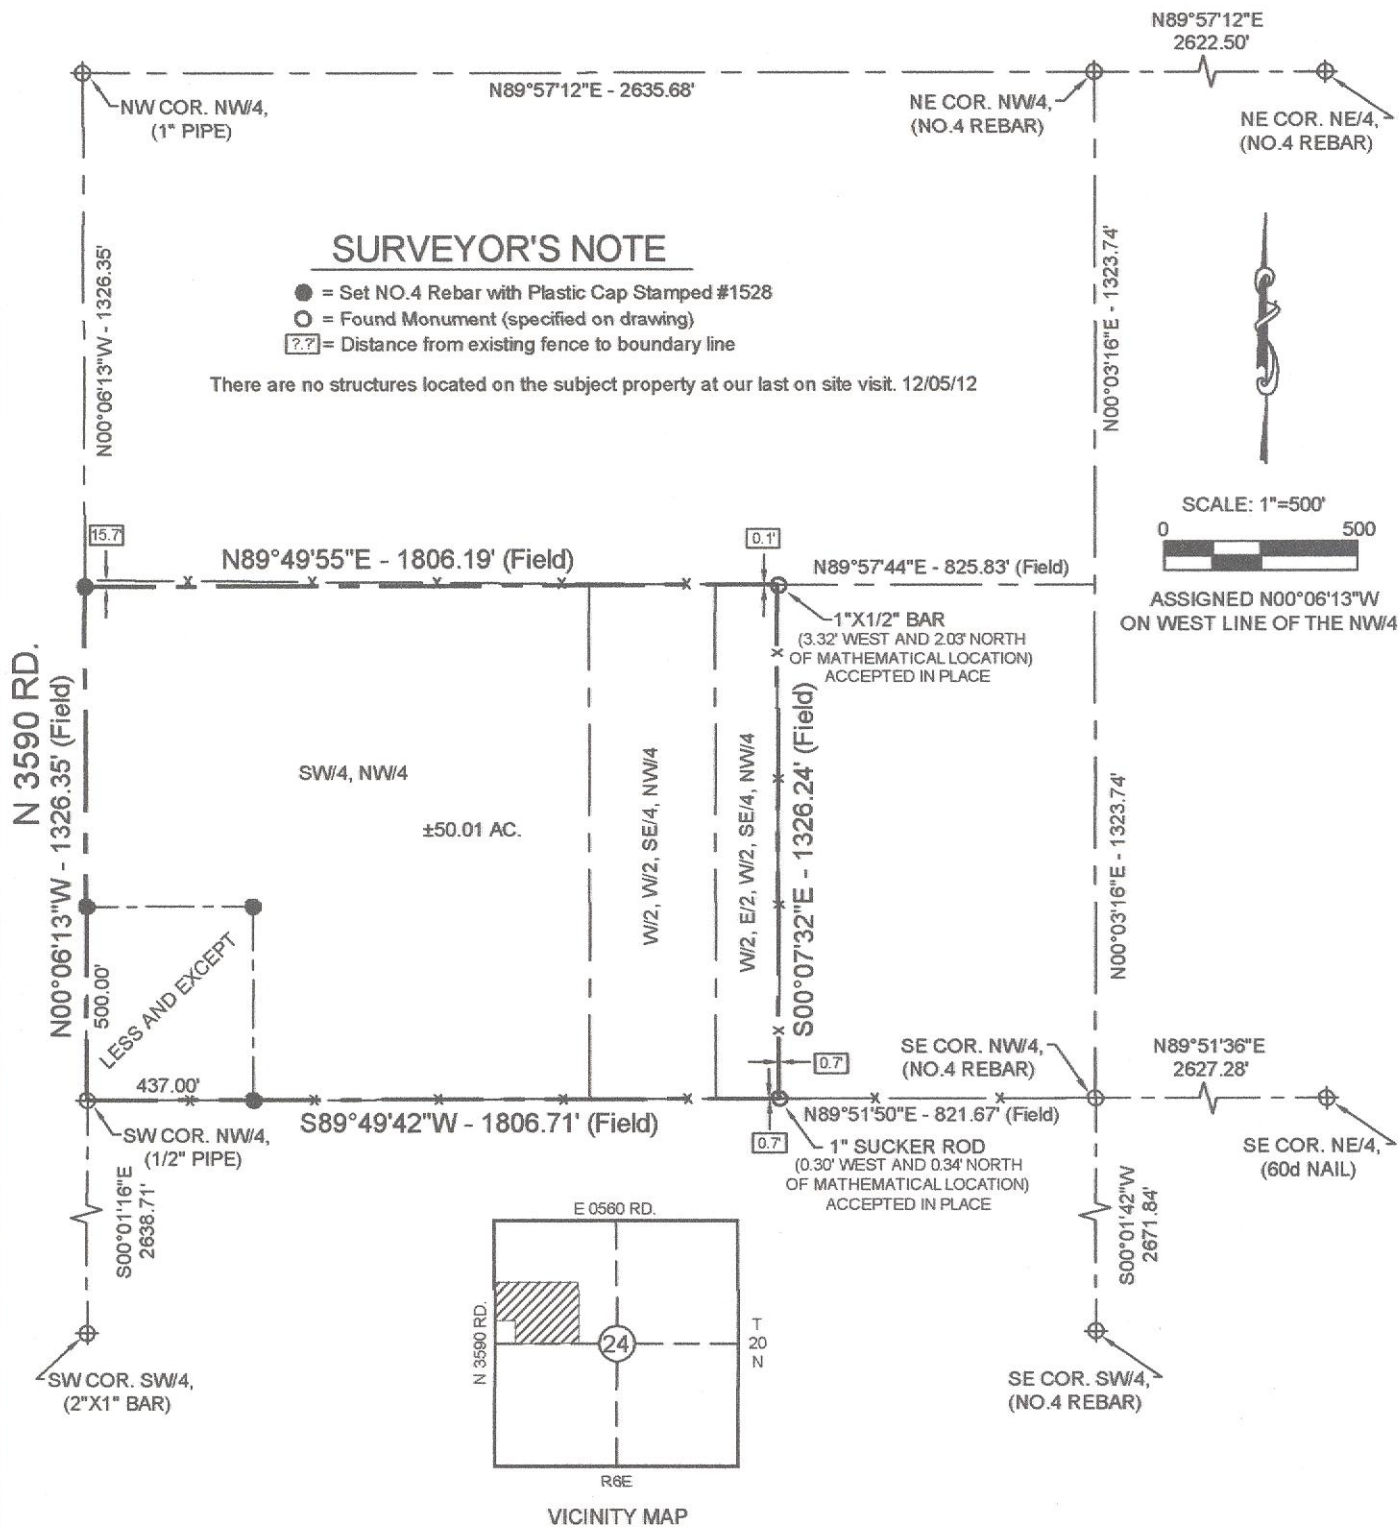 N89°57'12"E
2622.50'
N89°57'12"E - 2635.68'
NW COR. NW/4,
(1" PIPE)
NE COR. NW/4,
(NO.4 REBAR)
NE COR. NE/4,
(NO.4 REBAR)
SURVEYOR'S NOTE
= Set NO.4 Rebar with Plastic Cap Stamped #1528
= Found Monument (specified on drawing)
?.? = Distance from existing fence to boundary line
There are no structures located on the subject property at our last on site visit. 12/05/12
N00°06'13"W - 1326.35'
N00°03'16"E - 1323.74'
SCALE: 1"=500'
0 500
ASSIGNED N00°06'13"W
ON WEST LINE OF THE NW/4
15.7'
N89°49'55"E - 1806.19' (Field)
0.1'
N89°57'44"E - 825.83' (Field)
1"X1/2" BAR
(3.32' WEST AND 2.03' NORTH
OF MATHEMATICAL LOCATION)
ACCEPTED IN PLACE
N 3590 RD.
N00°06'13"W - 1326.35' (Field)
SW/4, NW/4
±50.01 AC.
W/2, W/2, SE/4, NW/4
W/2, E/2, W/2, SE/4, NW/4
S00°07'32"E - 1326.24' (Field)
N00°03'16"E - 1323.74'
500.00'
LESS AND EXCEPT
437.00'
S89°49'42"W - 1806.71' (Field)
0.7'
0.7'
SE COR. NW/4,
(NO.4 REBAR)
N89°51'36"E
2627.28'
N89°51'50"E - 821.67' (Field)
SW COR. NW/4,
(1/2" PIPE)
1" SUCKER ROD
(0.30' WEST AND 0.34' NORTH
OF MATHEMATICAL LOCATION)
ACCEPTED IN PLACE
SE COR. NE/4,
(60d NAIL)
S00°01'16"E
2638.71'
S00°01'42"W
2671.84'
E 0560 RD.
N 3590 RD.
24
T
20
N
R6E
VICINITY MAP
SW COR. SW/4,
(2"X1" BAR)
SE COR. SW/4,
(NO.4 REBAR)